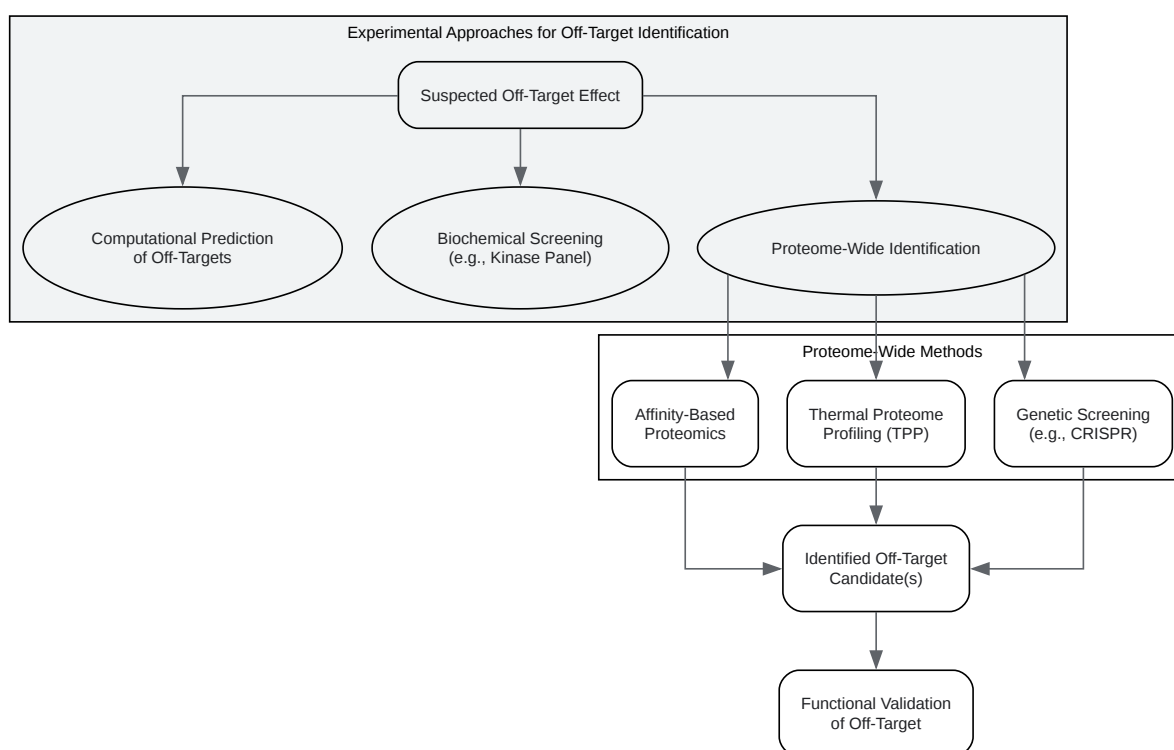 Experimental Approaches for Off-Target Identification
Suspected Off-Target Effect
Computational Prediction
of Off-Targets
Biochemical Screening
(e.g., Kinase Panel)
Proteome-Wide Identification
Proteome-Wide Methods
Affinity-Based
Proteomics
Thermal Proteome
Profiling (TPP)
Genetic Screening
(e.g., CRISPR)
Identified Off-Target
Candidate(s)
Functional Validation
of Off-Target